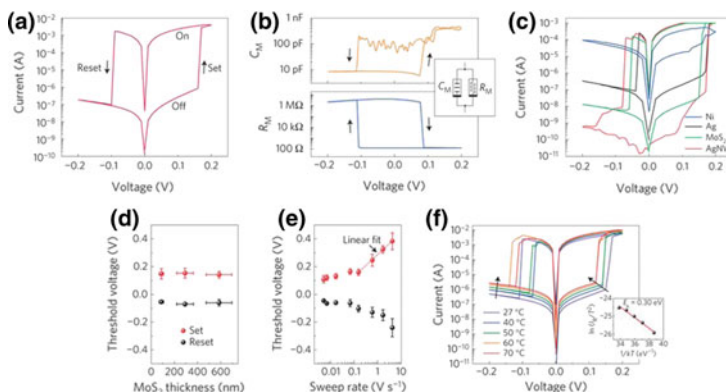 (a)
10⁻²
10⁻³
10⁻⁴
10⁻⁵
10⁻⁶
10⁻⁷
10⁻⁸
10⁻⁹
10⁻¹⁰
Current (A)
On
Reset
Set
Off
−0.2 −0.1 0.0 0.1 0.2
Voltage (V)
(b)
1 nF
100 pF
10 pF
C_M
C_M R_M
1 MΩ
10 kΩ
100 Ω
R_M
−0.2 −0.1 0.0 0.1 0.2
Voltage (V)
(c)
10⁻³
10⁻⁴
10⁻⁵
10⁻⁶
10⁻⁷
10⁻⁸
10⁻⁹
10⁻¹⁰
Current (A)
Ni
Ag
MoS
AgNW
−0.2 −0.1 0.0 0.1 0.2
Voltage (V)
(d)
0.4
0.2
0.0
−0.2
−0.4
Threshold voltage (V)
Set
Reset
200 400 600
MoS₂ thickness (nm)
(e)
0.4
0.2
0.0
−0.2
−0.4
Threshold voltage (V)
Linear fit
0.01 0.1 1
Sweep rate (V s⁻¹)
(f)
10⁻²
10⁻³
10⁻⁴
10⁻⁵
10⁻⁶
10⁻⁷
10⁻⁸
10⁻⁹
10⁻¹⁰
10⁻¹¹
Current (A)
27 °C
40 °C
50 °C
60 °C
70 °C
= 0.30 eV
−24
−25
−26
34 36 38 40
1/kT (eV⁻¹)
−0.2 −0.1 0.0 0.1 0.2
Voltage (V)